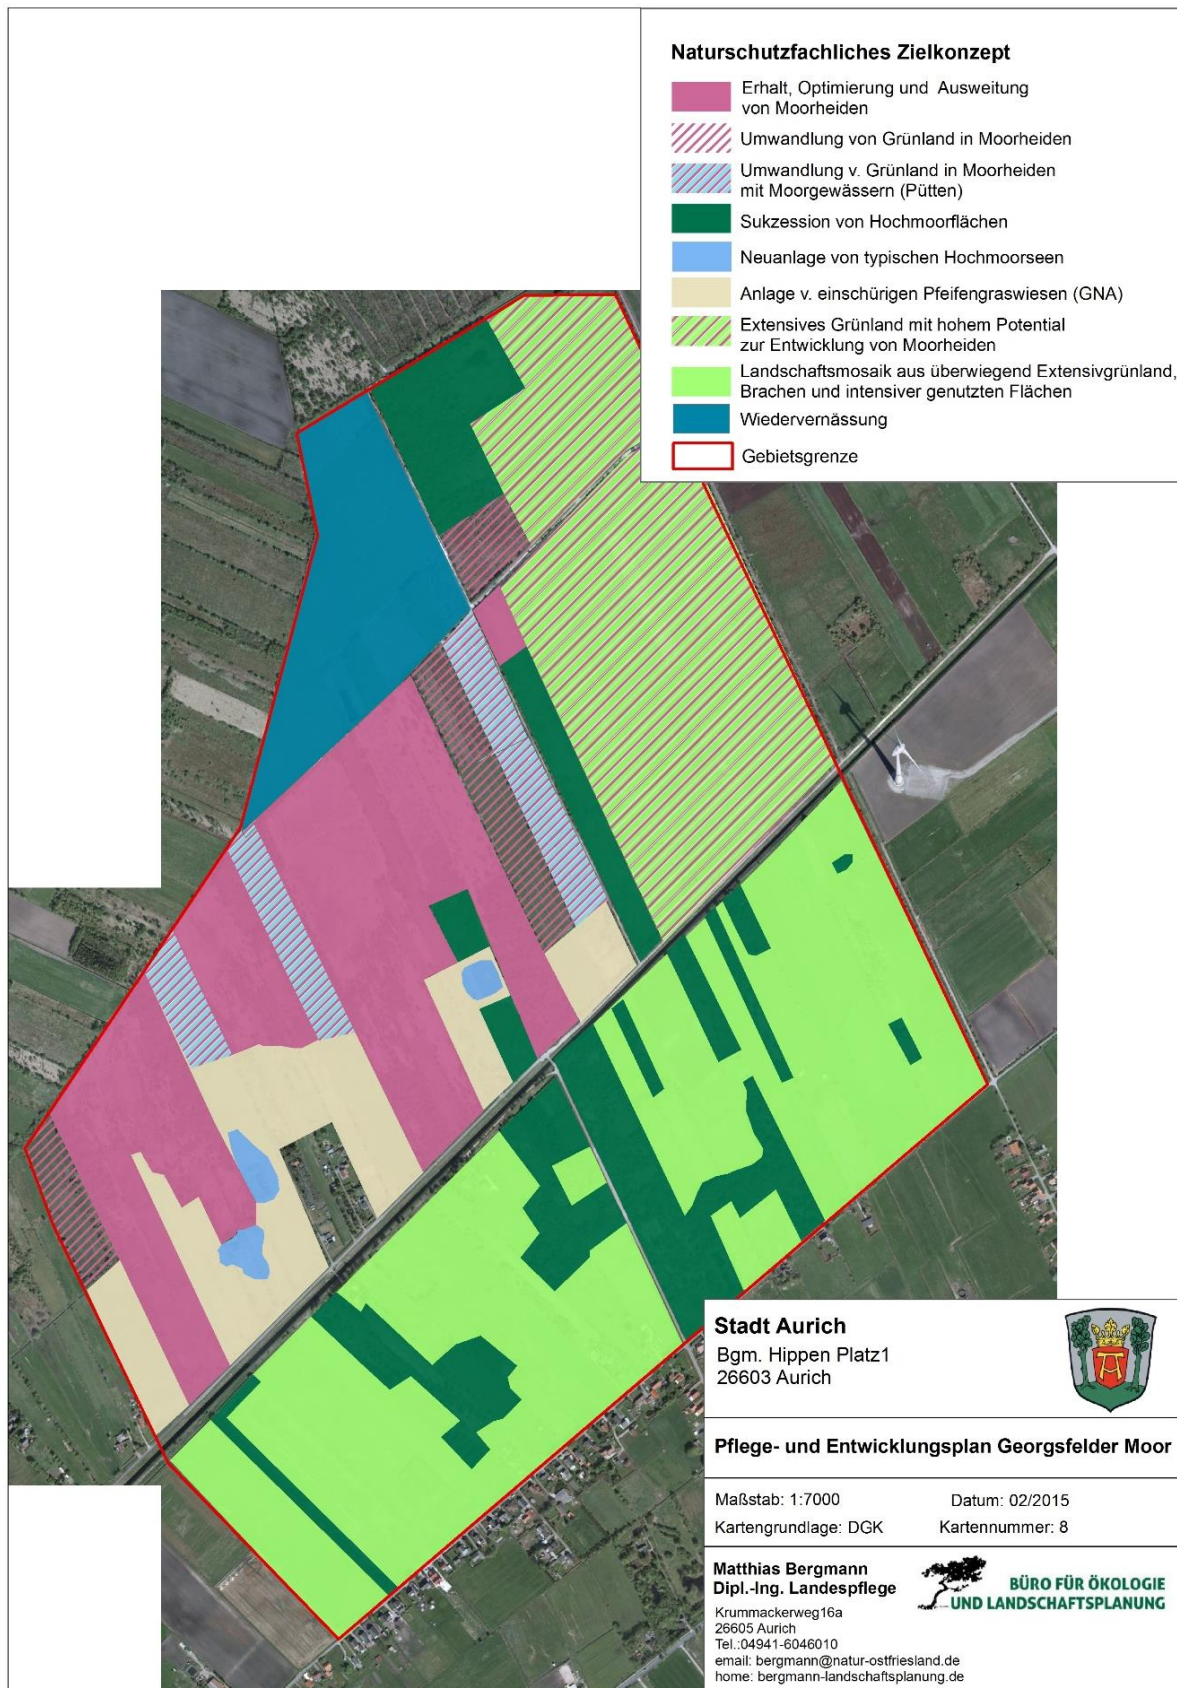 Naturschutzfachliches Zielkonzept
Erhalt, Optimierung und Ausweitung
von Moorheiden
Umwandlung von Grünland in Moorheiden
Umwandlung v. Grünland in Moorheiden
mit Moorgewässern (Pütten)
Sukzession von Hochmoorflächen
Neuanlage von typischen Hochmoorseen
Anlage v. einschürigen Pfeifengraswiesen (GNA)
Extensives Grünland mit hohem Potential
zur Entwicklung von Moorheiden
Landschaftsmosaik aus überwiegend Extensivgrünland,
Brachen und intensiver genutzten Flächen
Wiedervernässung
Gebietsgrenze
Stadt Aurich
Bgm. Hippen Platz1
26603 Aurich
Pflege- und Entwicklungsplan Georgsfelder Moor
Maßstab: 1:7000 Datum: 02/2015
Kartengrundlage: DGK Kartennummer: 8
Matthias Bergmann
Dipl.-Ing. Landespflege
Krummackerweg16a
26605 Aurich
Tel.:04941-6046010
email: bergmann@natur-ostfriesland.de
home: bergmann-landschaftsplanung.de
BÜRO FÜR ÖKOLOGIE
UND LANDSCHAFTSPLANUNG